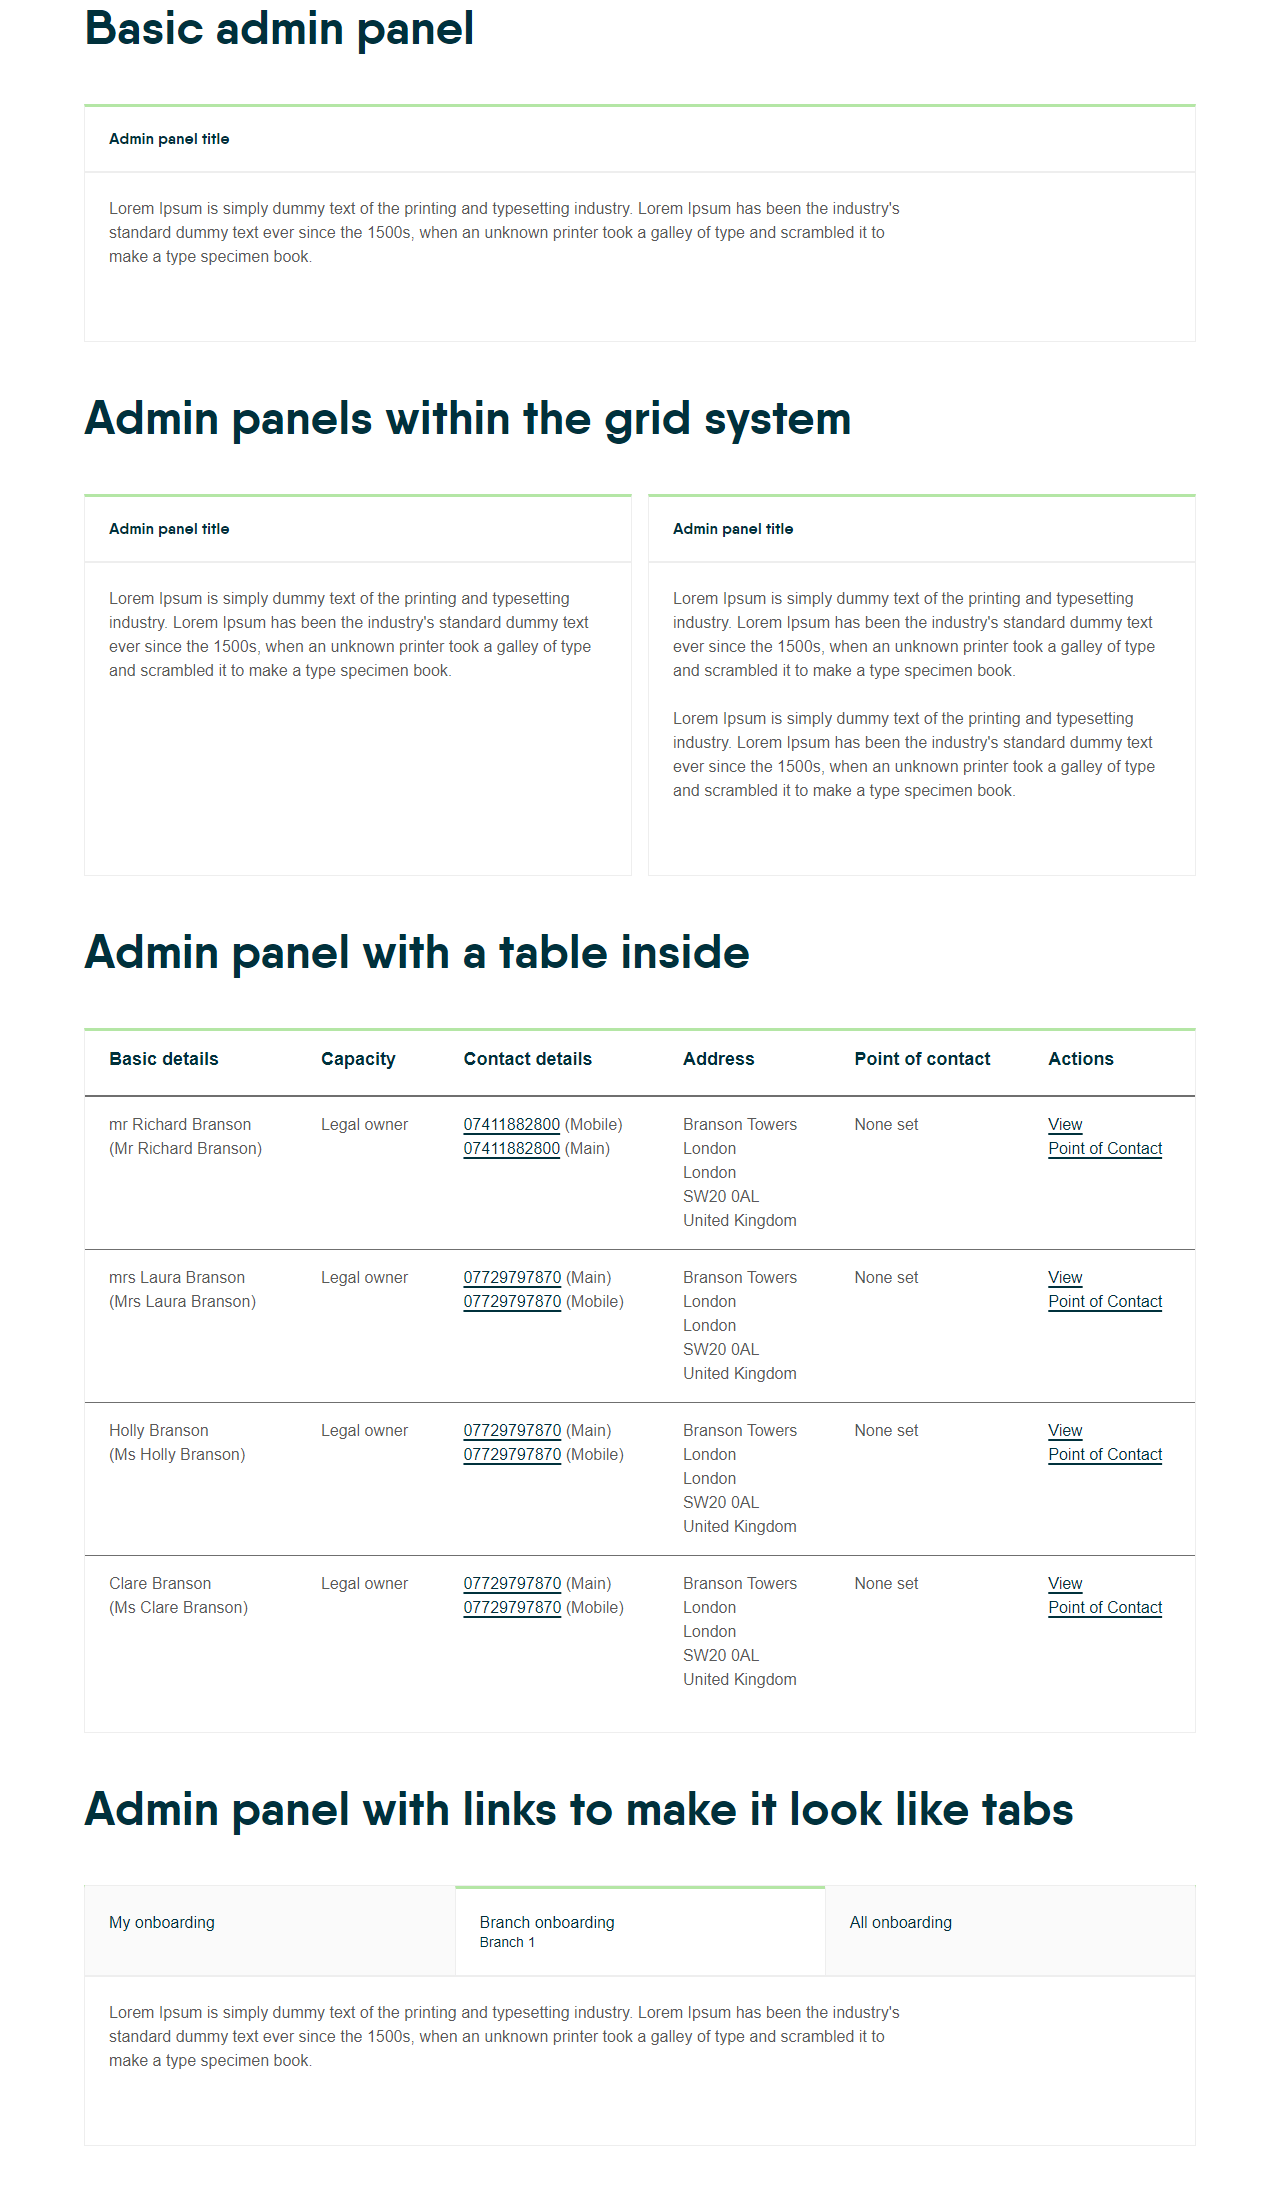 Basic admin panel
Admin panel title
Lorem Ipsum is simply dummy text of the printing and typesetting industry. Lorem Ipsum has been the industry's
standard dummy text ever since the 1500s, when an unknown printer took a galley of type and scrambled it to
make a type specimen book.
Admin panels within the grid system
Admin panel title
Lorem Ipsum is simply dummy text of the printing and typesetting
industry. Lorem Ipsum has been the industry's standard dummy text
ever since the 1500s, when an unknown printer took a galley of type
and scrambled it to make a type specimen book.
Admin panel title
Lorem Ipsum is simply dummy text of the printing and typesetting
industry. Lorem Ipsum has been the industry's standard dummy text
ever since the 1500s, when an unknown printer took a galley of type
and scrambled it to make a type specimen book.
Lorem Ipsum is simply dummy text of the printing and typesetting
industry. Lorem Ipsum has been the industry's standard dummy text
ever since the 1500s, when an unknown printer took a galley of type
and scrambled it to make a type specimen book.
Admin panel with a table inside
Basic details Capacity Contact details Address Point of contact Actions
mr Richard Branson Legal owner 07411882800 (Mobile) Branson Towers None set View
(Mr Richard Branson) 07411882800 (Main) London Point of Contact
London
SW20 0AL
United Kingdom
mrs Laura Branson Legal owner 07729797870 (Main) Branson Towers None set View
(Mrs Laura Branson) 07729797870 (Mobile) London Point of Contact
London
SW20 0AL
United Kingdom
Holly Branson Legal owner 07729797870 (Main) Branson Towers None set View
(Ms Holly Branson) 07729797870 (Mobile) London Point of Contact
London
SW20 0AL
United Kingdom
Clare Branson Legal owner 07729797870 (Main) Branson Towers None set View
(Ms Clare Branson) 07729797870 (Mobile) London Point of Contact
London
SW20 0AL
United Kingdom
Admin panel with links to make it look like tabs
My onboarding Branch onboarding All onboarding
Branch 1
Lorem Ipsum is simply dummy text of the printing and typesetting industry. Lorem Ipsum has been the industry's
standard dummy text ever since the 1500s, when an unknown printer took a galley of type and scrambled it to
make a type specimen book.